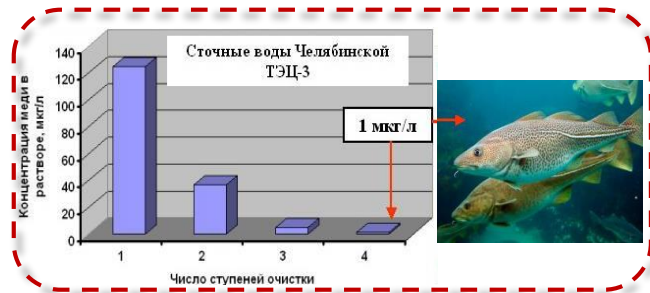 Сточные воды Челябинской
ТЭЦ-3
Концентрация меди в
растворе, мкг/л
140
120
100
80
60
40
20
0
1 мкг/л
1
2
3
4
Число ступеней очистки